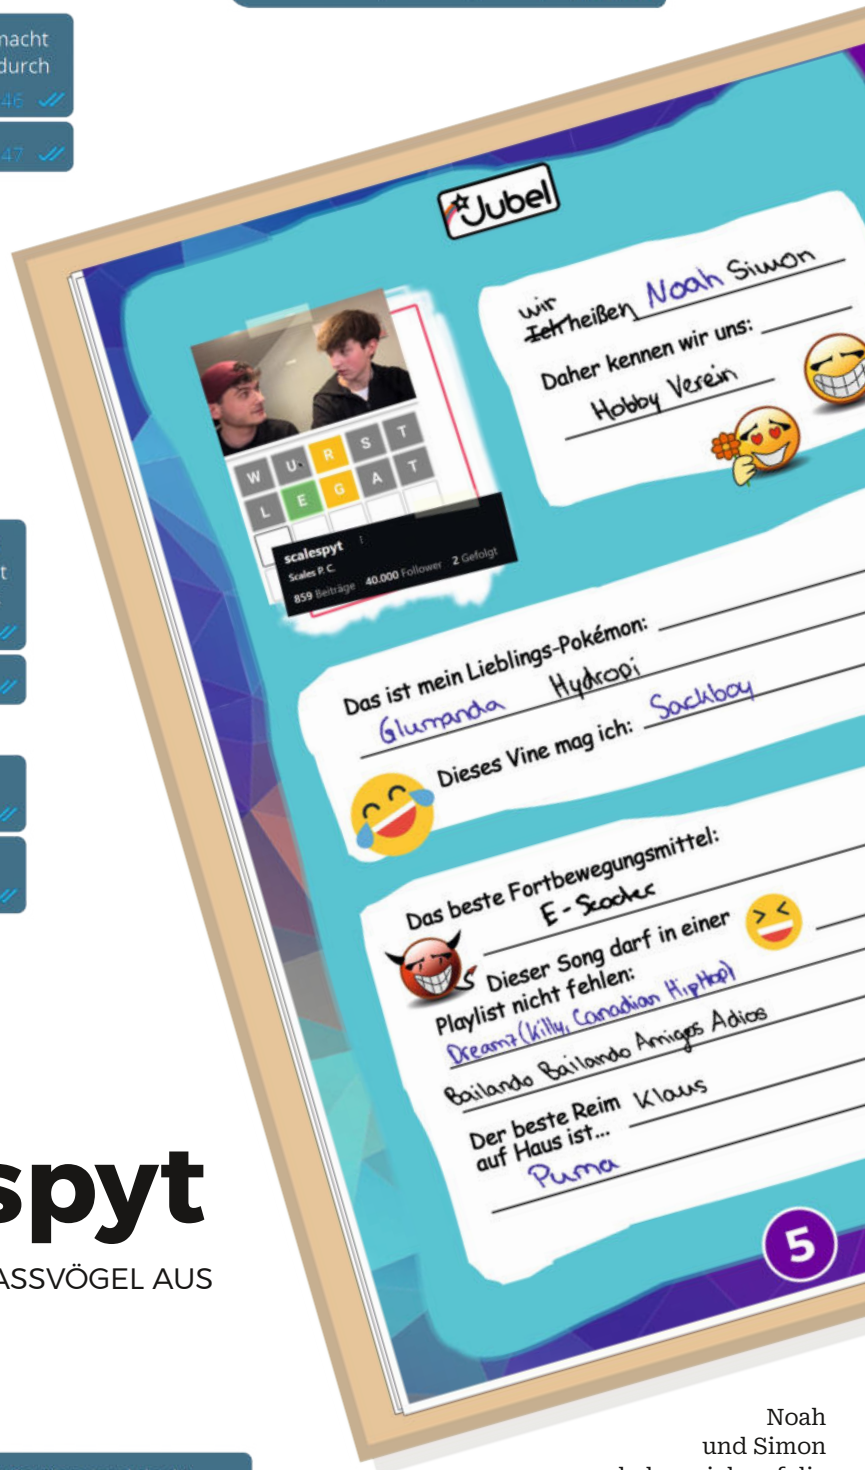 macht
durch
46
47
t
Jubel
wir
Ich heißen Noah Simon
Daher kennen wir uns:
Hobby Verein
W U R S T
L E G A T
scalespyt
Scales P. C.
859 Beiträge 40.000 Follower 2 Gefolgt
Das ist mein Lieblings-Pokémon:
Glumanda Hydropi
Dieses Vine mag ich: Sackboy
Das beste Fortbewegungsmittel:
E-Scooter
Dieser Song darf in einer
Playlist nicht fehlen:
Dreamz (Killy, Canadian HipHop)
Bailando Bailando Amigos Adios
Der beste Reim Klaus
auf Haus ist...
Puma
5
spyt
ASSVÖGEL AUS
Noah
und Simon